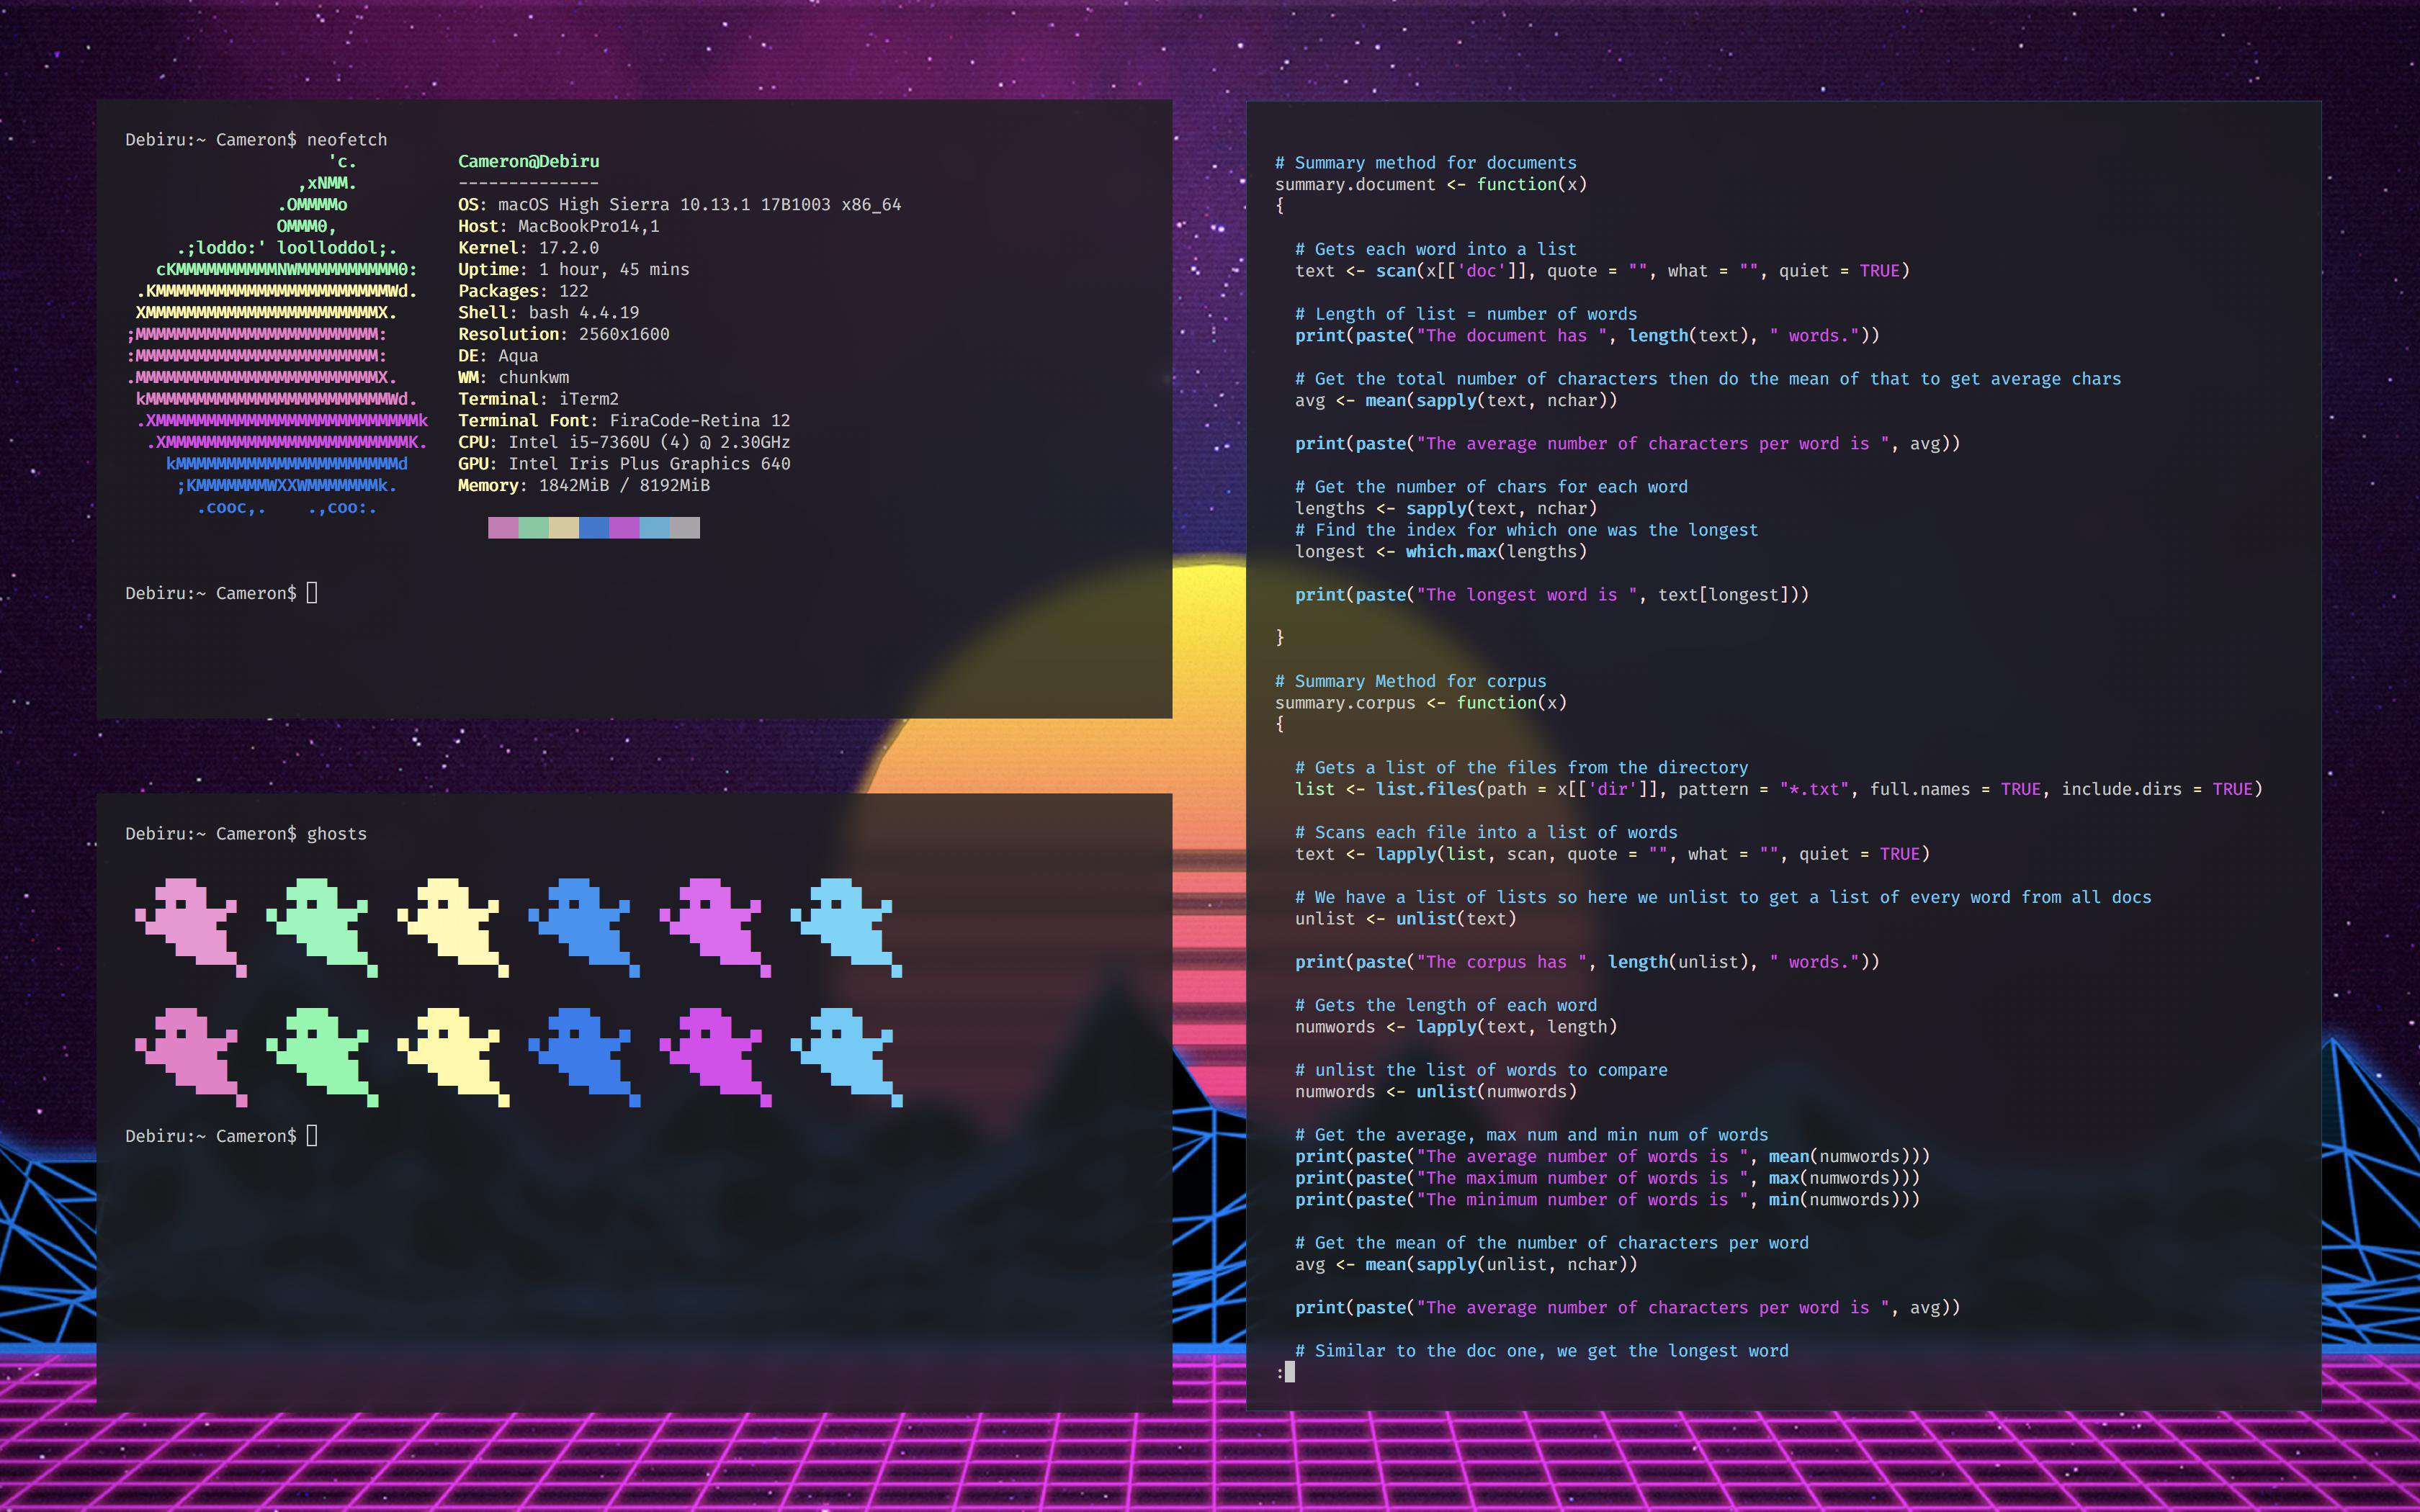 Debiru:~ Cameron$ neofetch
'c.
,xNMM.
.OMMMMo
OMMM0,
.;loddo:' loolloddol;.
cKMMMMMMMMMMNWMMMMMMMMMM0:
.KMMMMMMMMMMMMMMMMMMMMMMMWd.
XMMMMMMMMMMMMMMMMMMMMMMMX.
;MMMMMMMMMMMMMMMMMMMMMMMM:
:MMMMMMMMMMMMMMMMMMMMMMMM:
.MMMMMMMMMMMMMMMMMMMMMMMMX.
kMMMMMMMMMMMMMMMMMMMMMMMMWd.
.XMMMMMMMMMMMMMMMMMMMMMMMMMMk
.XMMMMMMMMMMMMMMMMMMMMMMMMK.
kMMMMMMMMMMMMMMMMMMMMMMd
;KMMMMMMMWXXWMMMMMMMk.
.cooc,.    .,coo:.
Cameron@Debiru
--------------
OS: macOS High Sierra 10.13.1 17B1003 x86_64
Host: MacBookPro14,1
Kernel: 17.2.0
Uptime: 1 hour, 45 mins
Packages: 122
Shell: bash 4.4.19
Resolution: 2560x1600
DE: Aqua
WM: chunkwm
Terminal: iTerm2
Terminal Font: FiraCode-Retina 12
CPU: Intel i5-7360U (4) @ 2.30GHz
GPU: Intel Iris Plus Graphics 640
Memory: 1842MiB / 8192MiB
Debiru:~ Cameron$
Debiru:~ Cameron$ ghosts
Debiru:~ Cameron$
# Summary method for documents
summary.document <- function(x)
{
# Gets each word into a list
text <- scan(x[['doc']], quote = "", what = "", quiet = TRUE)
# Length of list = number of words
print(paste("The document has ", length(text), " words."))
# Get the total number of characters then do the mean of that to get average chars
avg <- mean(sapply(text, nchar))
print(paste("The average number of characters per word is ", avg))
# Get the number of chars for each word
lengths <- sapply(text, nchar)
# Find the index for which one was the longest
longest <- which.max(lengths)
print(paste("The longest word is ", text[longest]))
}
# Summary Method for corpus
summary.corpus <- function(x)
{
# Gets a list of the files from the directory
list <- list.files(path = x[['dir']], pattern = "*.txt", full.names = TRUE, include.dirs = TRUE)
# Scans each file into a list of words
text <- lapply(list, scan, quote = "", what = "", quiet = TRUE)
# We have a list of lists so here we unlist to get a list of every word from all docs
unlist <- unlist(text)
print(paste("The corpus has ", length(unlist), " words."))
# Gets the length of each word
numwords <- lapply(text, length)
# unlist the list of words to compare
numwords <- unlist(numwords)
# Get the average, max num and min num of words
print(paste("The average number of words is ", mean(numwords)))
print(paste("The maximum number of words is ", max(numwords)))
print(paste("The minimum number of words is ", min(numwords)))
# Get the mean of the number of characters per word
avg <- mean(sapply(unlist, nchar))
print(paste("The average number of characters per word is ", avg))
# Similar to the doc one, we get the longest word
: